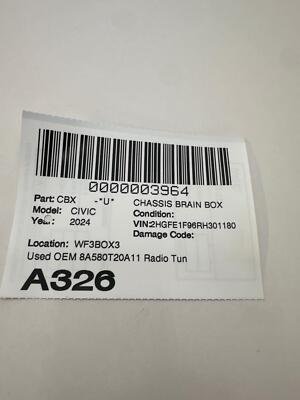 0000003964
Part: CBX -"U" CHASSIS BRAIN BOX
Model: CIVIC Condition:
Year: 2024 VIN:2HGFE1F96RH301180
Damage Code:
Location: WF3BOX3
Used OEM 8A580T20A11 Radio Tun
A326